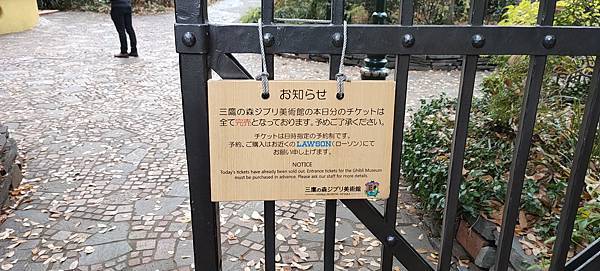 お知らせ
三鷹の森ジブリ美術館の本日分のチケットは
全て完売となっております。予めご了承ください。
チケットは日時指定の予約制です。
予約、ご購入はお近くのLAWSON(ローソン)にて
お願い申し上げます。
NOTICE
Today's tickets have already been sold out. Entrance tickets for the Ghibli Museum
must be purchased in advance. Please ask our staff for more details.
三鷹の森ジブリ美術館